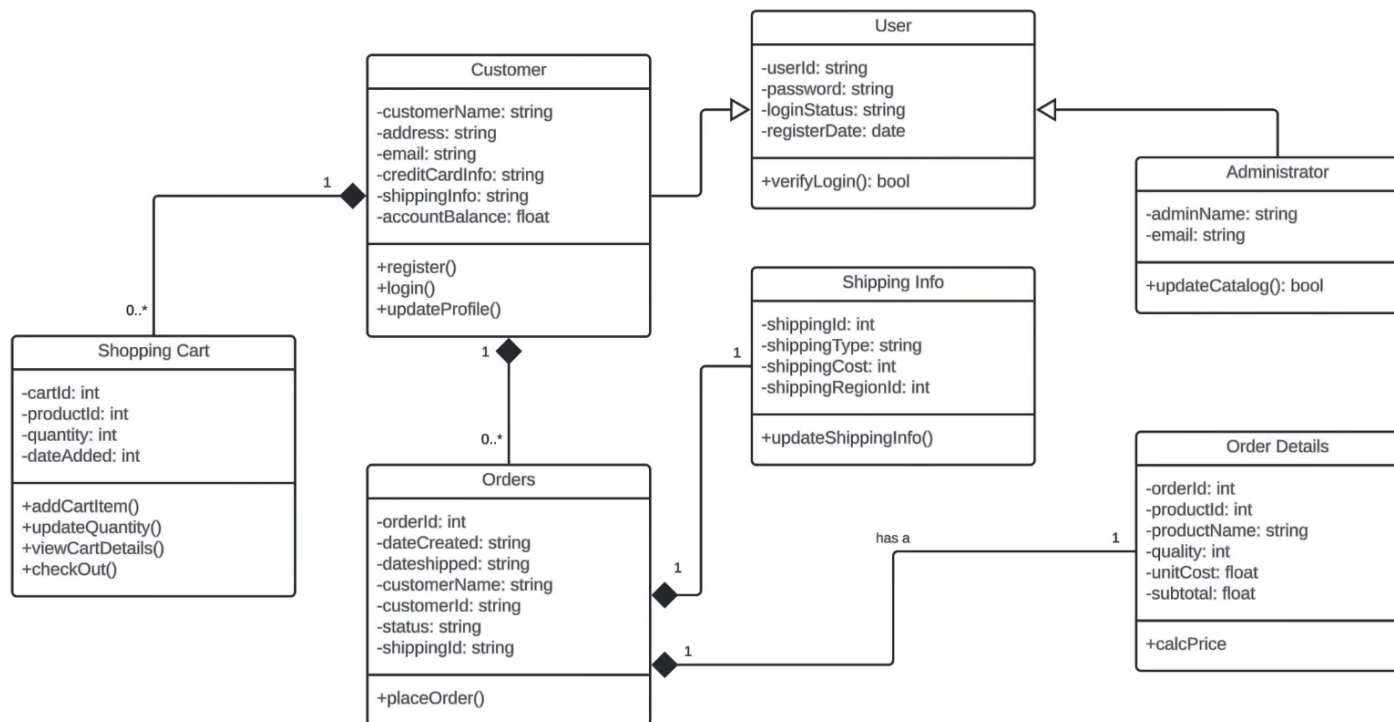 User
-userId: string
-password: string
-loginStatus: string
-registerDate: date
+verifyLogin(): bool
Customer
-customerName: string
-address: string
-email: string
-creditCardInfo: string
-shippingInfo: string
-accountBalance: float
+register()
+login()
+updateProfile()
1
0..*
1
0..*
Administrator
-adminName: string
-email: string
+updateCatalog(): bool
Shipping Info
-shippingId: int
-shippingType: string
-shippingCost: int
-shippingRegionId: int
+updateShippingInfo()
1
1
Shopping Cart
-cartId: int
-productId: int
-quantity: int
-dateAdded: int
+addCartItem()
+updateQuantity()
+viewCartDetails()
+checkOut()
Orders
-orderId: int
-dateCreated: string
-dateshipped: string
-customerName: string
-customerId: string
-status: string
-shippingId: string
+placeOrder()
1
has a
1
Order Details
-orderId: int
-productId: int
-productName: string
-quality: int
-unitCost: float
-subtotal: float
+calcPrice